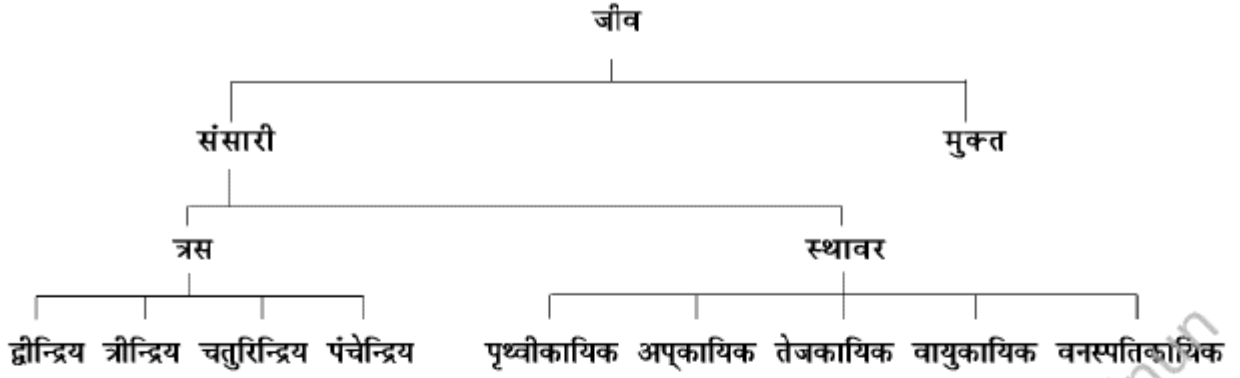 जीव
संसारी मुक्त
त्रस स्थावर
द्वीन्द्रिय त्रीन्द्रिय चतुरिन्द्रिय पंचेन्द्रिय पृथ्वीकायिक अप्कायिक तेजकायिक वायुकायिक वनस्पतिकायिक